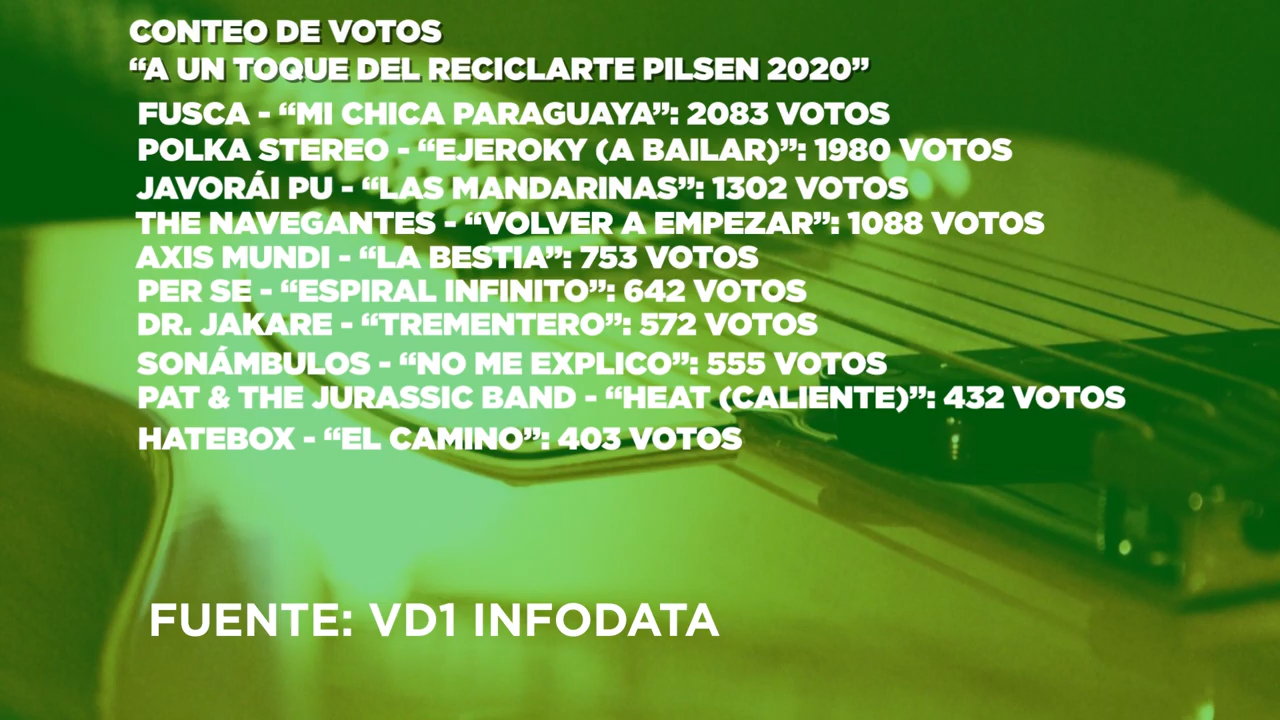 CONTEO DE VOTOS
“A UN TOQUE DEL RECICLARTE PILSEN 2020”
FUSCA - “MI CHICA PARAGUAYA”: 2083 VOTOS
POLKA STEREO - “EJEROKY (A BAILAR)”: 1980 VOTOS
JAVORÁI PU - “LAS MANDARINAS”: 1302 VOTOS
THE NAVEGANTES - “VOLVER A EMPEZAR”: 1088 VOTOS
AXIS MUNDI - “LA BESTIA”: 753 VOTOS
PER SE - “ESPIRAL INFINITO”: 642 VOTOS
DR. JAKARE - “TREMENTERO”: 572 VOTOS
SONÁMBULOS - “NO ME EXPLICO”: 555 VOTOS
PAT & THE JURASSIC BAND - “HEAT (CALIENTE)”: 432 VOTOS
HATEBOX - “EL CAMINO”: 403 VOTOS
FUENTE: VD1 INFODATA